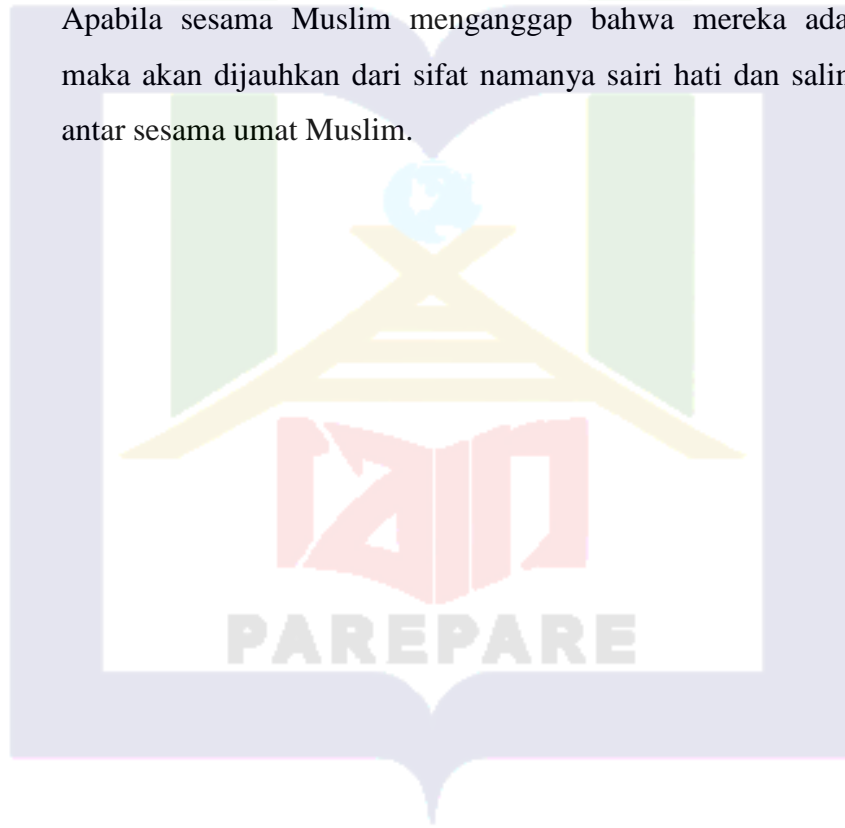 Apabila sesama Muslim menganggap bahwa mereka ada
maka akan dijauhkan dari sifat namanya sairi hati dan salin
antar sesama umat Muslim.
iain
PAREPARE